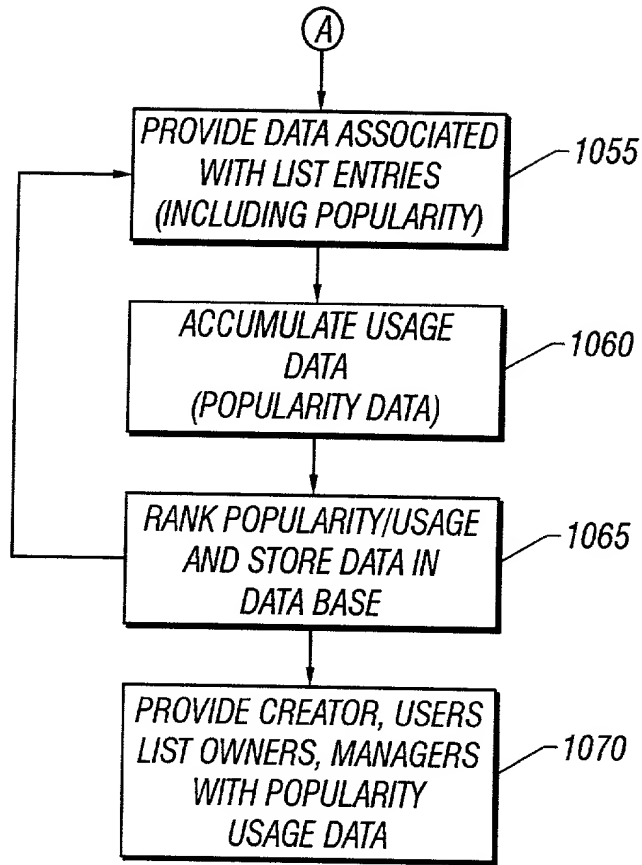 A
PROVIDE DATA ASSOCIATED
WITH LIST ENTRIES
(INCLUDING POPULARITY)
1055
ACCUMULATE USAGE
DATA
(POPULARITY DATA)
1060
RANK POPULARITY/USAGE
AND STORE DATA IN
DATA BASE
1065
PROVIDE CREATOR, USERS
LIST OWNERS, MANAGERS
WITH POPULARITY
USAGE DATA
1070